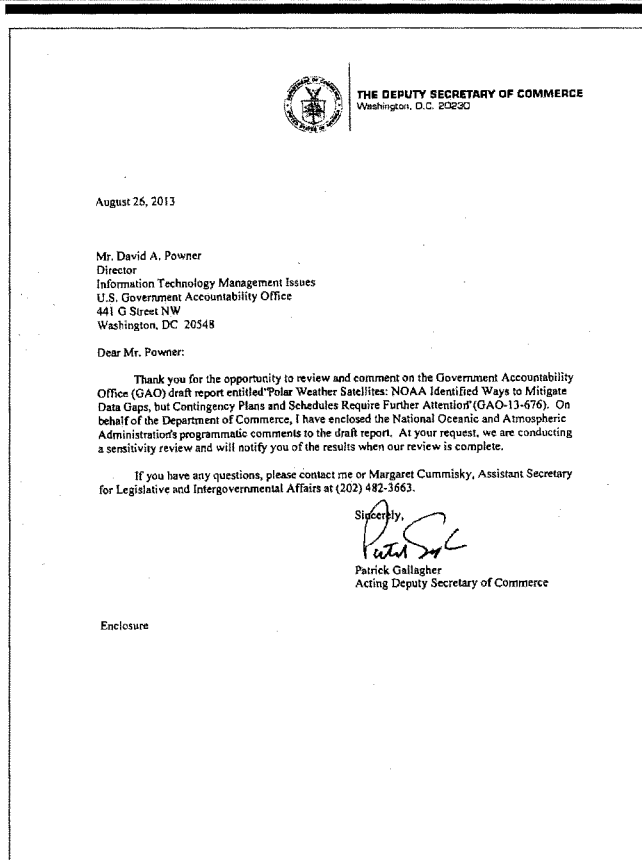 THE DEPUTY SECRETARY OF COMMERCE
Washington, D.C. 20230
August 26, 2013
Mr. David A. Powner
Director
Information Technology Management Issues
U.S. Government Accountability Office
441 G Street NW
Washington, DC 20548
Dear Mr. Powner:
Thank you for the opportunity to review and comment on the Government Accountability
Office (GAO) draft report entitled "Polar Weather Satellites: NOAA Identified Ways to Mitigate
Data Gaps, but Contingency Plans and Schedules Require Further Attention" (GAO-13-676). On
behalf of the Department of Commerce, I have enclosed the National Oceanic and Atmospheric
Administration's programmatic comments to the draft report. At your request, we are conducting
a sensitivity review and will notify you of the results when our review is complete.
If you have any questions, please contact me or Margaret Cummisky, Assistant Secretary
for Legislative and Intergovernmental Affairs at (202) 482-3663.
Sincerely,
Patrick Gallagher
Acting Deputy Secretary of Commerce
Enclosure